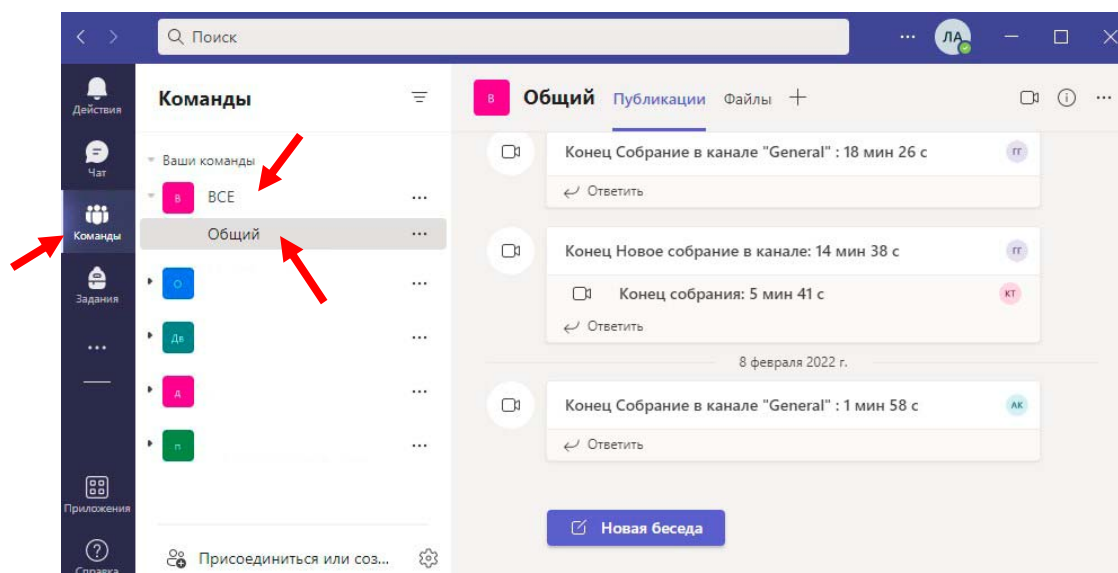 Поиск
ЛА
Действия
Чат
Команды
Задания
Приложения
Справка
Команды
Ваши команды
В
ВСЕ
Общий
О
Дв
Д
П
Присоединиться или соз...
В
Общий
Публикации
Файлы
Конец Собрание в канале "General" : 18 мин 26 с
ГГ
Ответить
Конец Новое собрание в канале: 14 мин 38 с
ГГ
Конец собрания: 5 мин 41 с
КТ
Ответить
8 февраля 2022 г.
Конец Собрание в канале "General" : 1 мин 58 с
АК
Ответить
Новая беседа